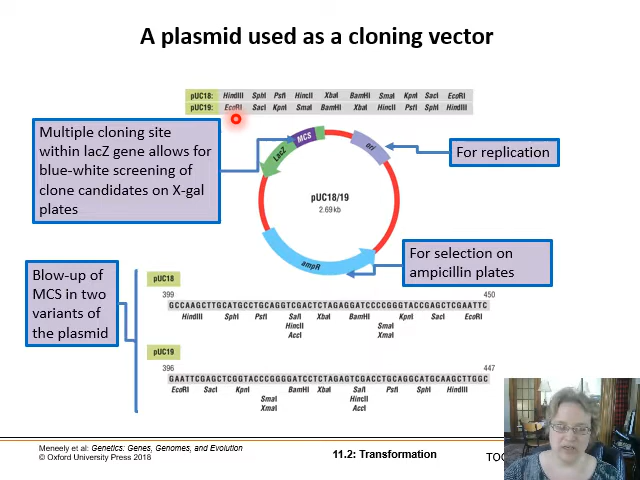 A plasmid used as a cloning vector
pUC18: HindIII SphI PstI HincII XbaI BamHI SmaI KpnI SacI EcoRI
pUC19: EcoRI SacI KpnI SmaI BamHI XbaI HincII PstI SphI HindIII
Multiple cloning site
within lacZ gene allows for
blue-white screening of
clone candidates on X-gal
plates
MCS
LacZ
ori
For replication
pUC18/19
2.69 kb
ampR
For selection on
ampicillin plates
Blow-up of
MCS in two
variants of
the plasmid
pUC18
399 450
GCCAAGCTTGCATGCCTGCAGGTCGACTCTAGAGGATCCCCGGGTACCGAGCTCGAATTC
HindIII SphI PstI SalI XbaI BamHI SmaI KpnI SacI EcoRI
HincII XmaI
AccI
pUC19
396 447
GAATTCGAGCTCGGTACCCGGGGATCCTCTAGAGTCGACCTGCAGGCATGCAAGCTTGGC
EcoRI SacI KpnI SmaI BamHI XbaI SalI PstI SphI HindIII
XmaI HincII
AccI
Meneely et al: Genetics: Genes, Genomes, and Evolution
© Oxford University Press 2018
11.2: Transformation
TOC